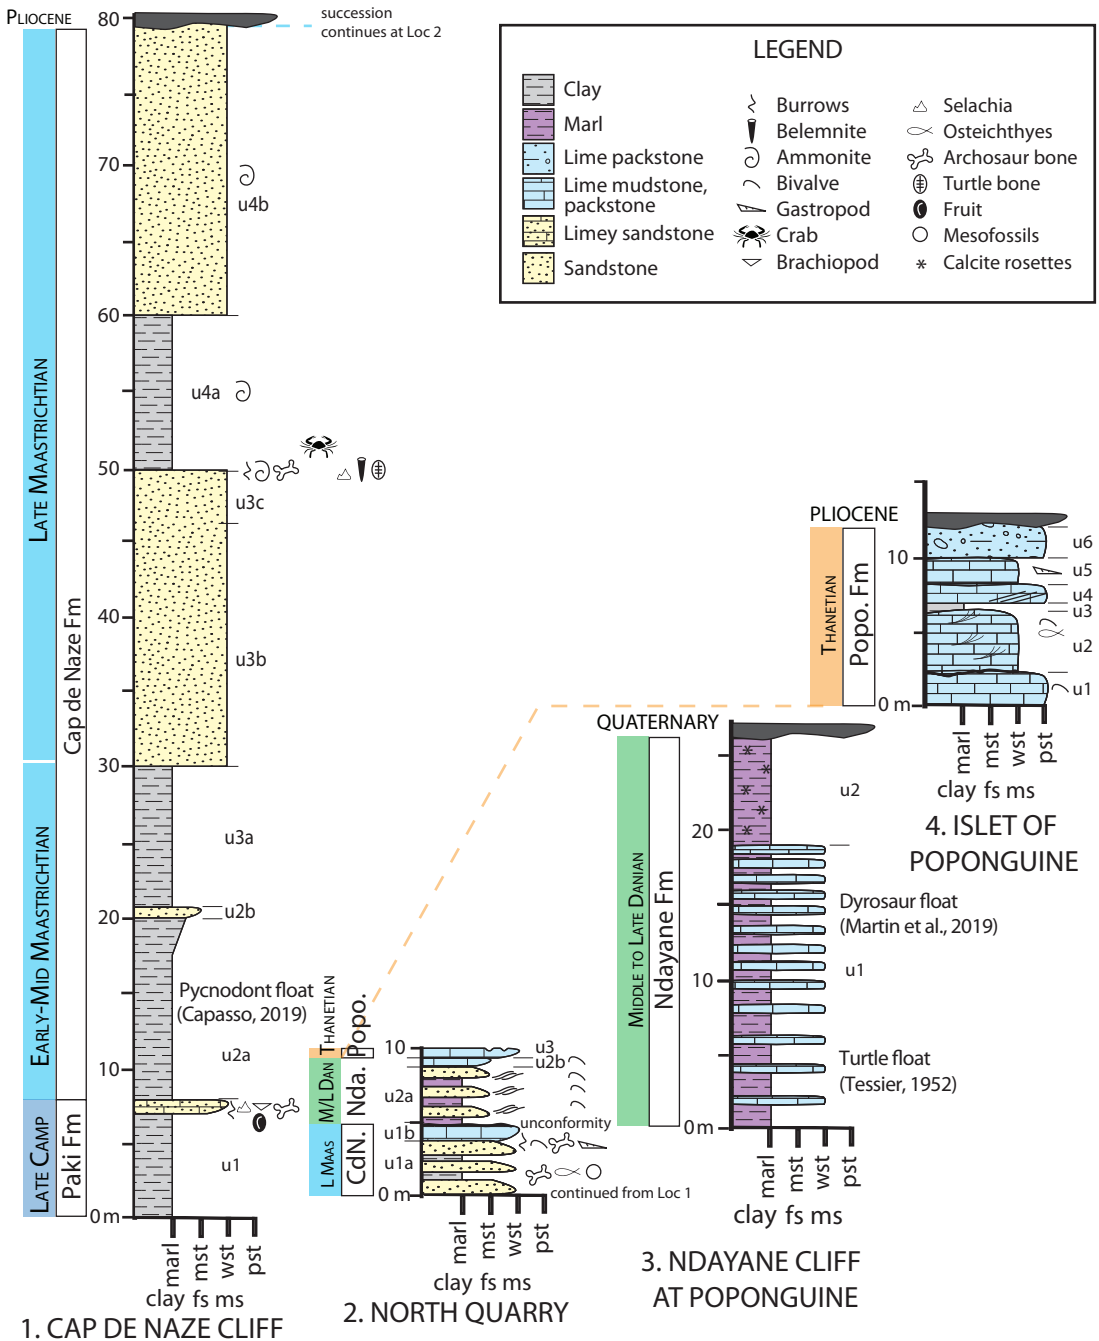 PLIOCENE
80
succession
continues at Loc 2
70
u4b
60
u4a
50
u3c
40
u3b
30
u3a
20
u2b
Pycnodont float
(Capasso, 2019)
u2a
10
u1
0 m
LATE MAASTRICHTIAN
EARLY–MID MAASTRICHTIAN
LATE CAMP
Cap de Naze Fm
Paki Fm
marl
mst
wst
pst
clay fs ms
1. CAP DE NAZE CLIFF
LEGEND
Clay
Marl
Lime packstone
Lime mudstone,
packstone
Limey sandstone
Sandstone
Burrows
Belemnite
Ammonite
Bivalve
Gastropod
Crab
Brachiopod
Selachia
Osteichthyes
Archosaur bone
Turtle bone
Fruit
Mesofossils
Calcite rosettes
THANETIAN
M/L DAN
L MAAS
Popo.
Nda.
CdN.
10
u3
u2b
u2a
unconformity
u1b
u1a
0 m
continued from Loc 1
marl
mst
wst
pst
clay fs ms
2. NORTH QUARRY
QUATERNARY
MIDDLE TO LATE DANIAN
Ndayane Fm
u2
20
Dyrosaur float
(Martin et al., 2019)
u1
10
Turtle float
(Tessier, 1952)
0m
marl
mst
wst
pst
clay fs ms
3. NDAYANE CLIFF
AT POPONGUINE
PLIOCENE
THANETIAN
Popo. Fm
10
u6
u5
u4
u3
u2
u1
0 m
marl
mst
wst
pst
clay fs ms
4. ISLET OF
POPONGUINE